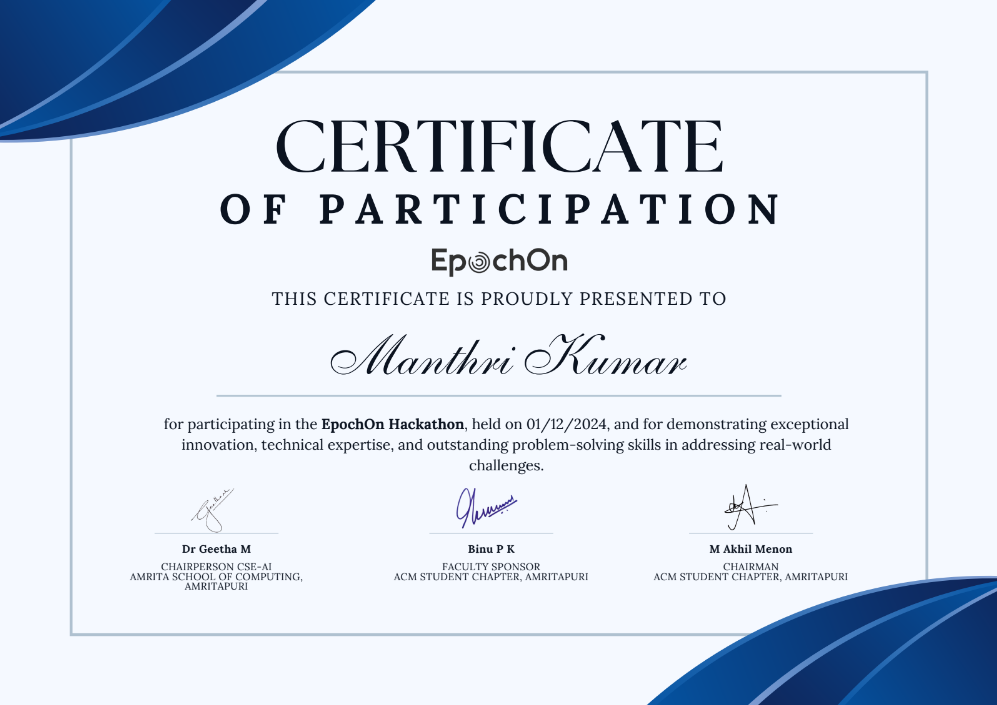 CERTIFICATE
OF PARTICIPATION
EpochOn
THIS CERTIFICATE IS PROUDLY PRESENTED TO
Manthri Kumar
for participating in the EpochOn Hackathon, held on 01/12/2024, and for demonstrating exceptional
innovation, technical expertise, and outstanding problem-solving skills in addressing real-world
challenges.
Dr Geetha M
CHAIRPERSON CSE-AI
AMRITA SCHOOL OF COMPUTING,
AMRITAPURI
Binu P K
FACULTY SPONSOR
ACM STUDENT CHAPTER, AMRITAPURI
M Akhil Menon
CHAIRMAN
ACM STUDENT CHAPTER, AMRITAPURI